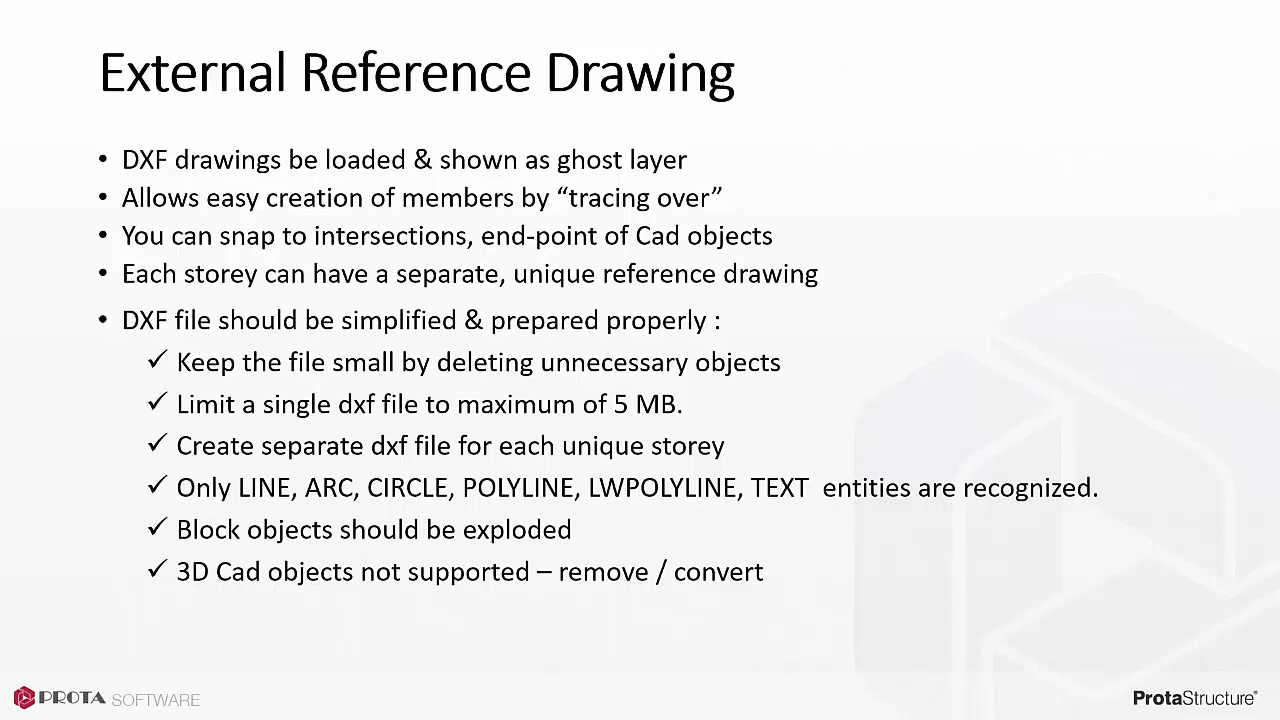 External Reference Drawing
• DXF drawings be loaded & shown as ghost layer
• Allows easy creation of members by “tracing over”
• You can snap to intersections, end-point of Cad objects
• Each storey can have a separate, unique reference drawing
• DXF file should be simplified & prepared properly :
✓ Keep the file small by deleting unnecessary objects
✓ Limit a single dxf file to maximum of 5 MB.
✓ Create separate dxf file for each unique storey
✓ Only LINE, ARC, CIRCLE, POLYLINE, LWPOLYLINE, TEXT entities are recognized.
✓ Block objects should be exploded
✓ 3D Cad objects not supported – remove / convert
PROTA SOFTWARE
ProtaStructure®